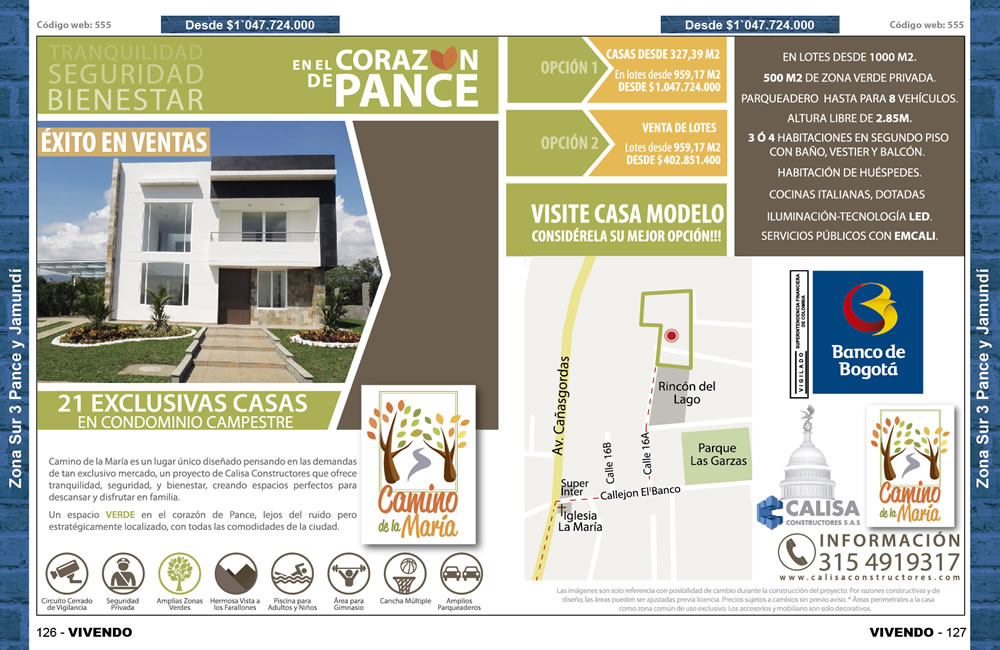 Código web: 555
Desde $1`047.724.000
Desde $1`047.724.000
Código web: 555
TRANQUILIDAD
SEGURIDAD
BIENESTAR
EN EL CORAZÓN
DE PANCE
ÉXITO EN VENTAS
21 EXCLUSIVAS CASAS
EN CONDOMINIO CAMPESTRE
Camino de la María es un lugar único diseñado pensando en las demandas
de tan exclusivo mercado, un proyecto de Calisa Constructores que ofrece
tranquilidad, seguridad, y bienestar, creando espacios perfectos para
descansar y disfrutar en familia.
Un espacio VERDE en el corazón de Pance, lejos del ruido pero
estratégicamente localizado, con todas las comodidades de la ciudad.
Camino
de la María
Circuito Cerrado
de Vigilancia
Seguridad
Privada
Amplias Zonas
Verdes
Hermosa Vista a
los Farallones
Piscina para
Adultos y Niños
Área para
Gimnasio
Cancha Múltiple
Amplios
Parqueaderos
OPCIÓN 1
CASAS DESDE 327,39 M2
En lotes desde 959,17 M2
DESDE $1.047.724.000
OPCIÓN 2
VENTA DE LOTES
Lotes desde 959,17 M2
DESDE $402.851.400
VISITE CASA MODELO
CONSIDÉRELA SU MEJOR OPCIÓN!!!
EN LOTES DESDE 1000 M2.
500 M2 DE ZONA VERDE PRIVADA.
PARQUEADERO HASTA PARA 8 VEHÍCULOS.
ALTURA LIBRE DE 2.85M.
3 Ó 4 HABITACIONES EN SEGUNDO PISO
CON BAÑO, VESTIER Y BALCÓN.
HABITACIÓN DE HUÉSPEDES.
COCINAS ITALIANAS, DOTADAS
ILUMINACIÓN-TECNOLOGÍA LED.
SERVICIOS PÚBLICOS CON EMCALI.
Av. Cañasgordas
Rincón del
Lago
Calle 16B
Calle 16A
Parque
Las Garzas
Super
Inter
Callejon El Banco
Iglesia
La María
VIGILADO SUPERINTENDENCIA FINANCIERA
DE COLOMBIA
Banco de
Bogotá
CALISA
CONSTRUCTORES S.A.S
Camino
de la María
INFORMACIÓN
315 4919317
www.calisaconstructores.com
Las imágenes son solo referencia con posibilidad de cambio durante la construcción del proyecto. Por razones constructivas y de
diseño, las áreas pueden ser ajustadas previa licencia. Precios sujetos a cambios sin previo aviso. * Áreas perimetrales a la casa
como zona común de uso exclusivo. Los accesorios y mobiliario son solo decorativos.
Zona Sur 3 Pance y Jamundí
Zona Sur 3 Pance y Jamundí
126 - VIVENDO
VIVENDO - 127